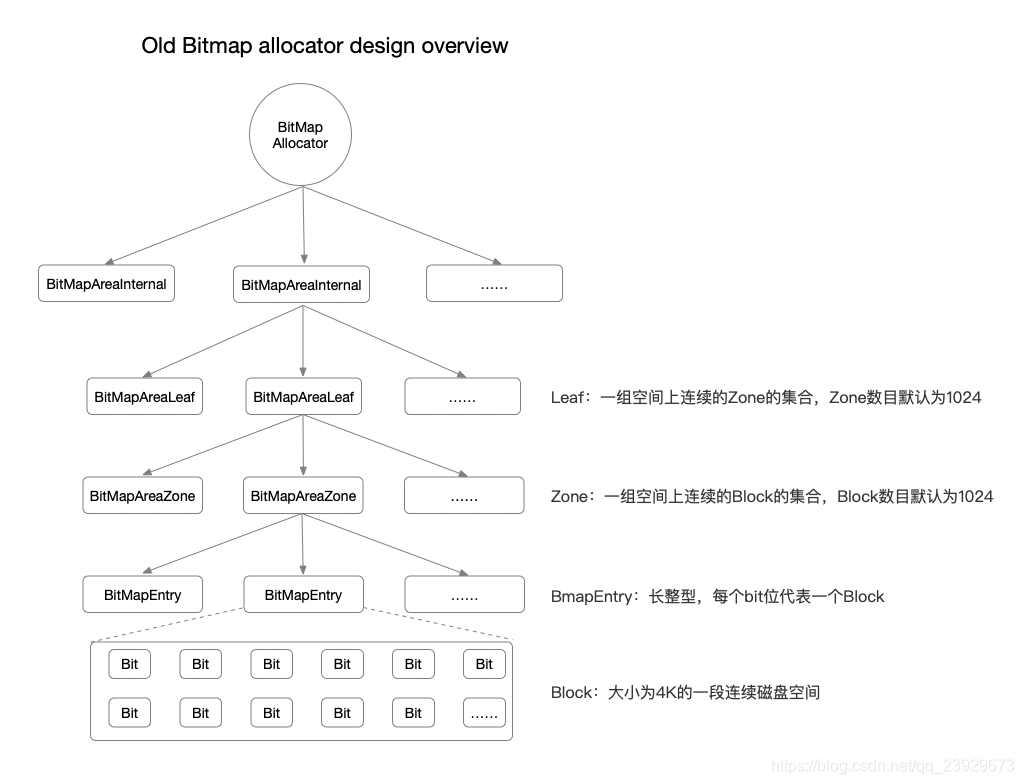 Old Bitmap allocator design overview
BitMap
Allocator
BitMapAreaInternal
BitMapAreaInternal
......
BitMapAreaLeaf
BitMapAreaLeaf
......
Leaf：一组空间上连续的Zone的集合，Zone数目默认为1024
BitMapAreaZone
BitMapAreaZone
......
Zone：一组空间上连续的Block的集合，Block数目默认为1024
BitMapEntry
BitMapEntry
......
BmapEntry：长整型，每个bit位代表一个Block
Bit
Bit
Bit
Bit
Bit
Bit
Block：大小为4K的一段连续磁盘空间
Bit
Bit
Bit
Bit
Bit
......
https://blog.csdn.net/qq_23929673